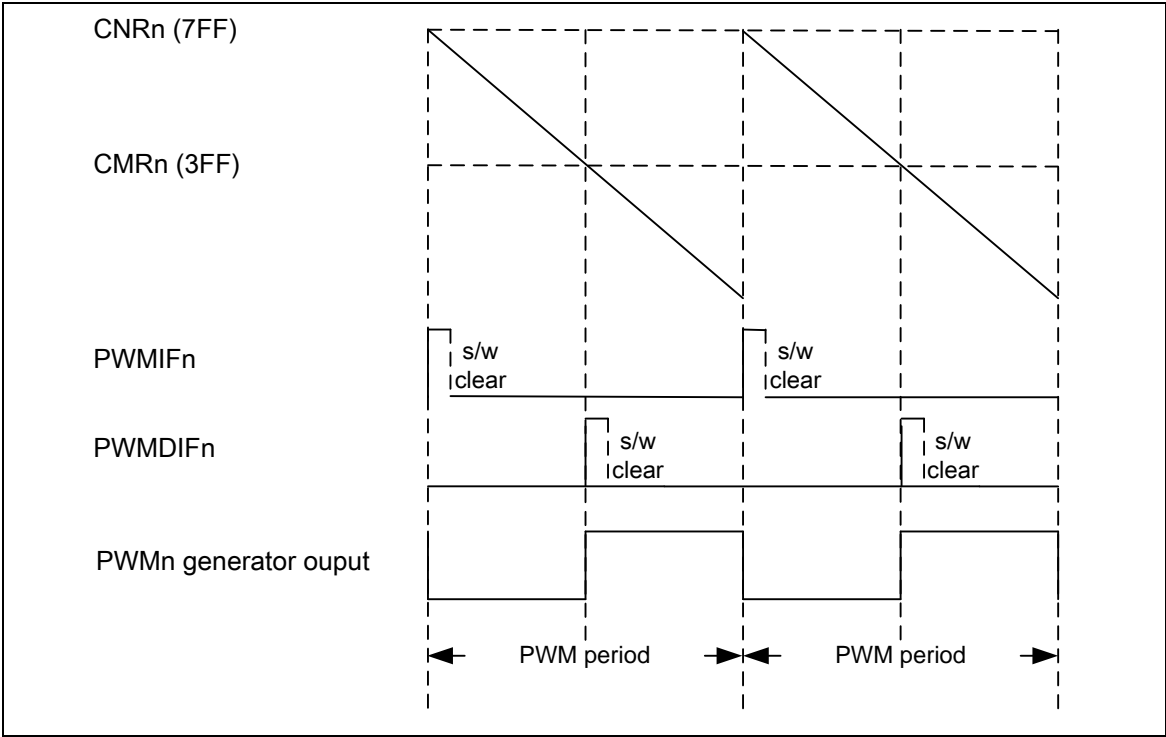 CNRn (7FF)
CMRn (3FF)
PWMIFn
s/w
clear
s/w
clear
PWMDIFn
s/w
clear
s/w
clear
PWMn generator ouput
PWM period
PWM period